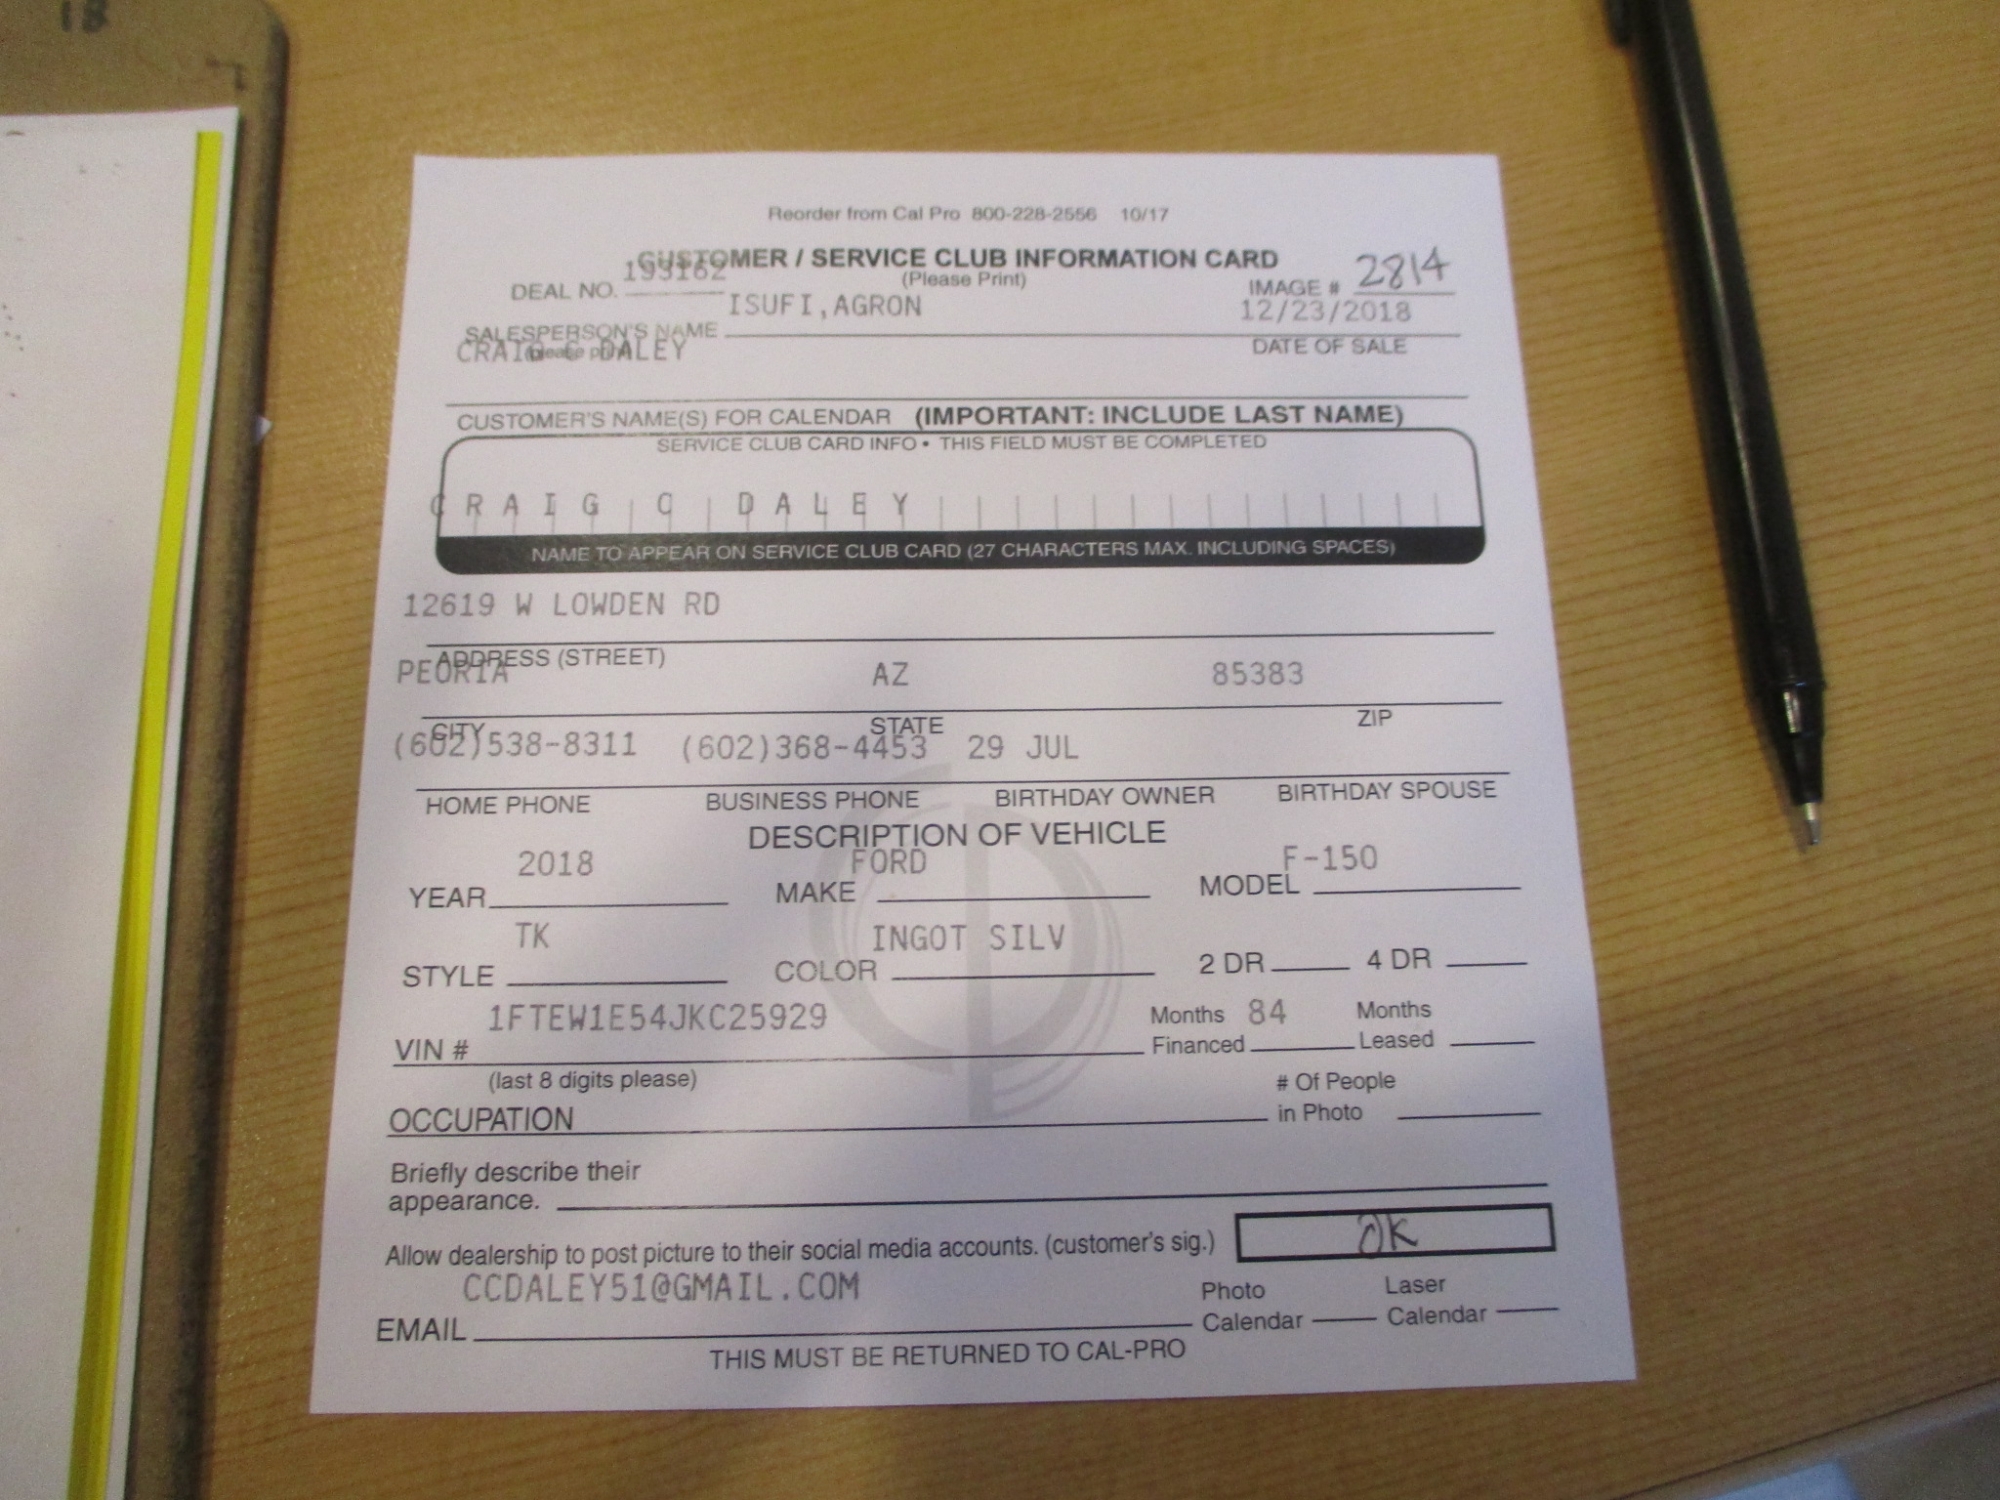 18
Reorder from Cal Pro 800-228-2556 10/17
CUSTOMER / SERVICE CLUB INFORMATION CARD
(Please Print)
DEAL NO. 193162
IMAGE # 2814
ISUFI,AGRON 12/23/2018
SALESPERSON'S NAME DATE OF SALE
(please print)
CRAIG C DALEY
CUSTOMER'S NAME(S) FOR CALENDAR (IMPORTANT: INCLUDE LAST NAME)
SERVICE CLUB CARD INFO • THIS FIELD MUST BE COMPLETED
CRAIG C DALEY
NAME TO APPEAR ON SERVICE CLUB CARD (27 CHARACTERS MAX. INCLUDING SPACES)
12619 W LOWDEN RD
ADDRESS (STREET)
PEORIA AZ 85383
CITY STATE ZIP
(602)538-8311 (602)368-4453 29 JUL
HOME PHONE BUSINESS PHONE BIRTHDAY OWNER BIRTHDAY SPOUSE
DESCRIPTION OF VEHICLE
YEAR 2018 MAKE FORD MODEL F-150
STYLE TK COLOR INGOT SILV 2 DR 4 DR
VIN # 1FTEW1E54JKC25929 Months Financed 84 Months Leased
(last 8 digits please)
OCCUPATION # Of People in Photo
Briefly describe their
appearance.
Allow dealership to post picture to their social media accounts. (customer's sig.) OK
EMAIL CCDALEY51@GMAIL.COM Photo Calendar Laser Calendar
THIS MUST BE RETURNED TO CAL-PRO